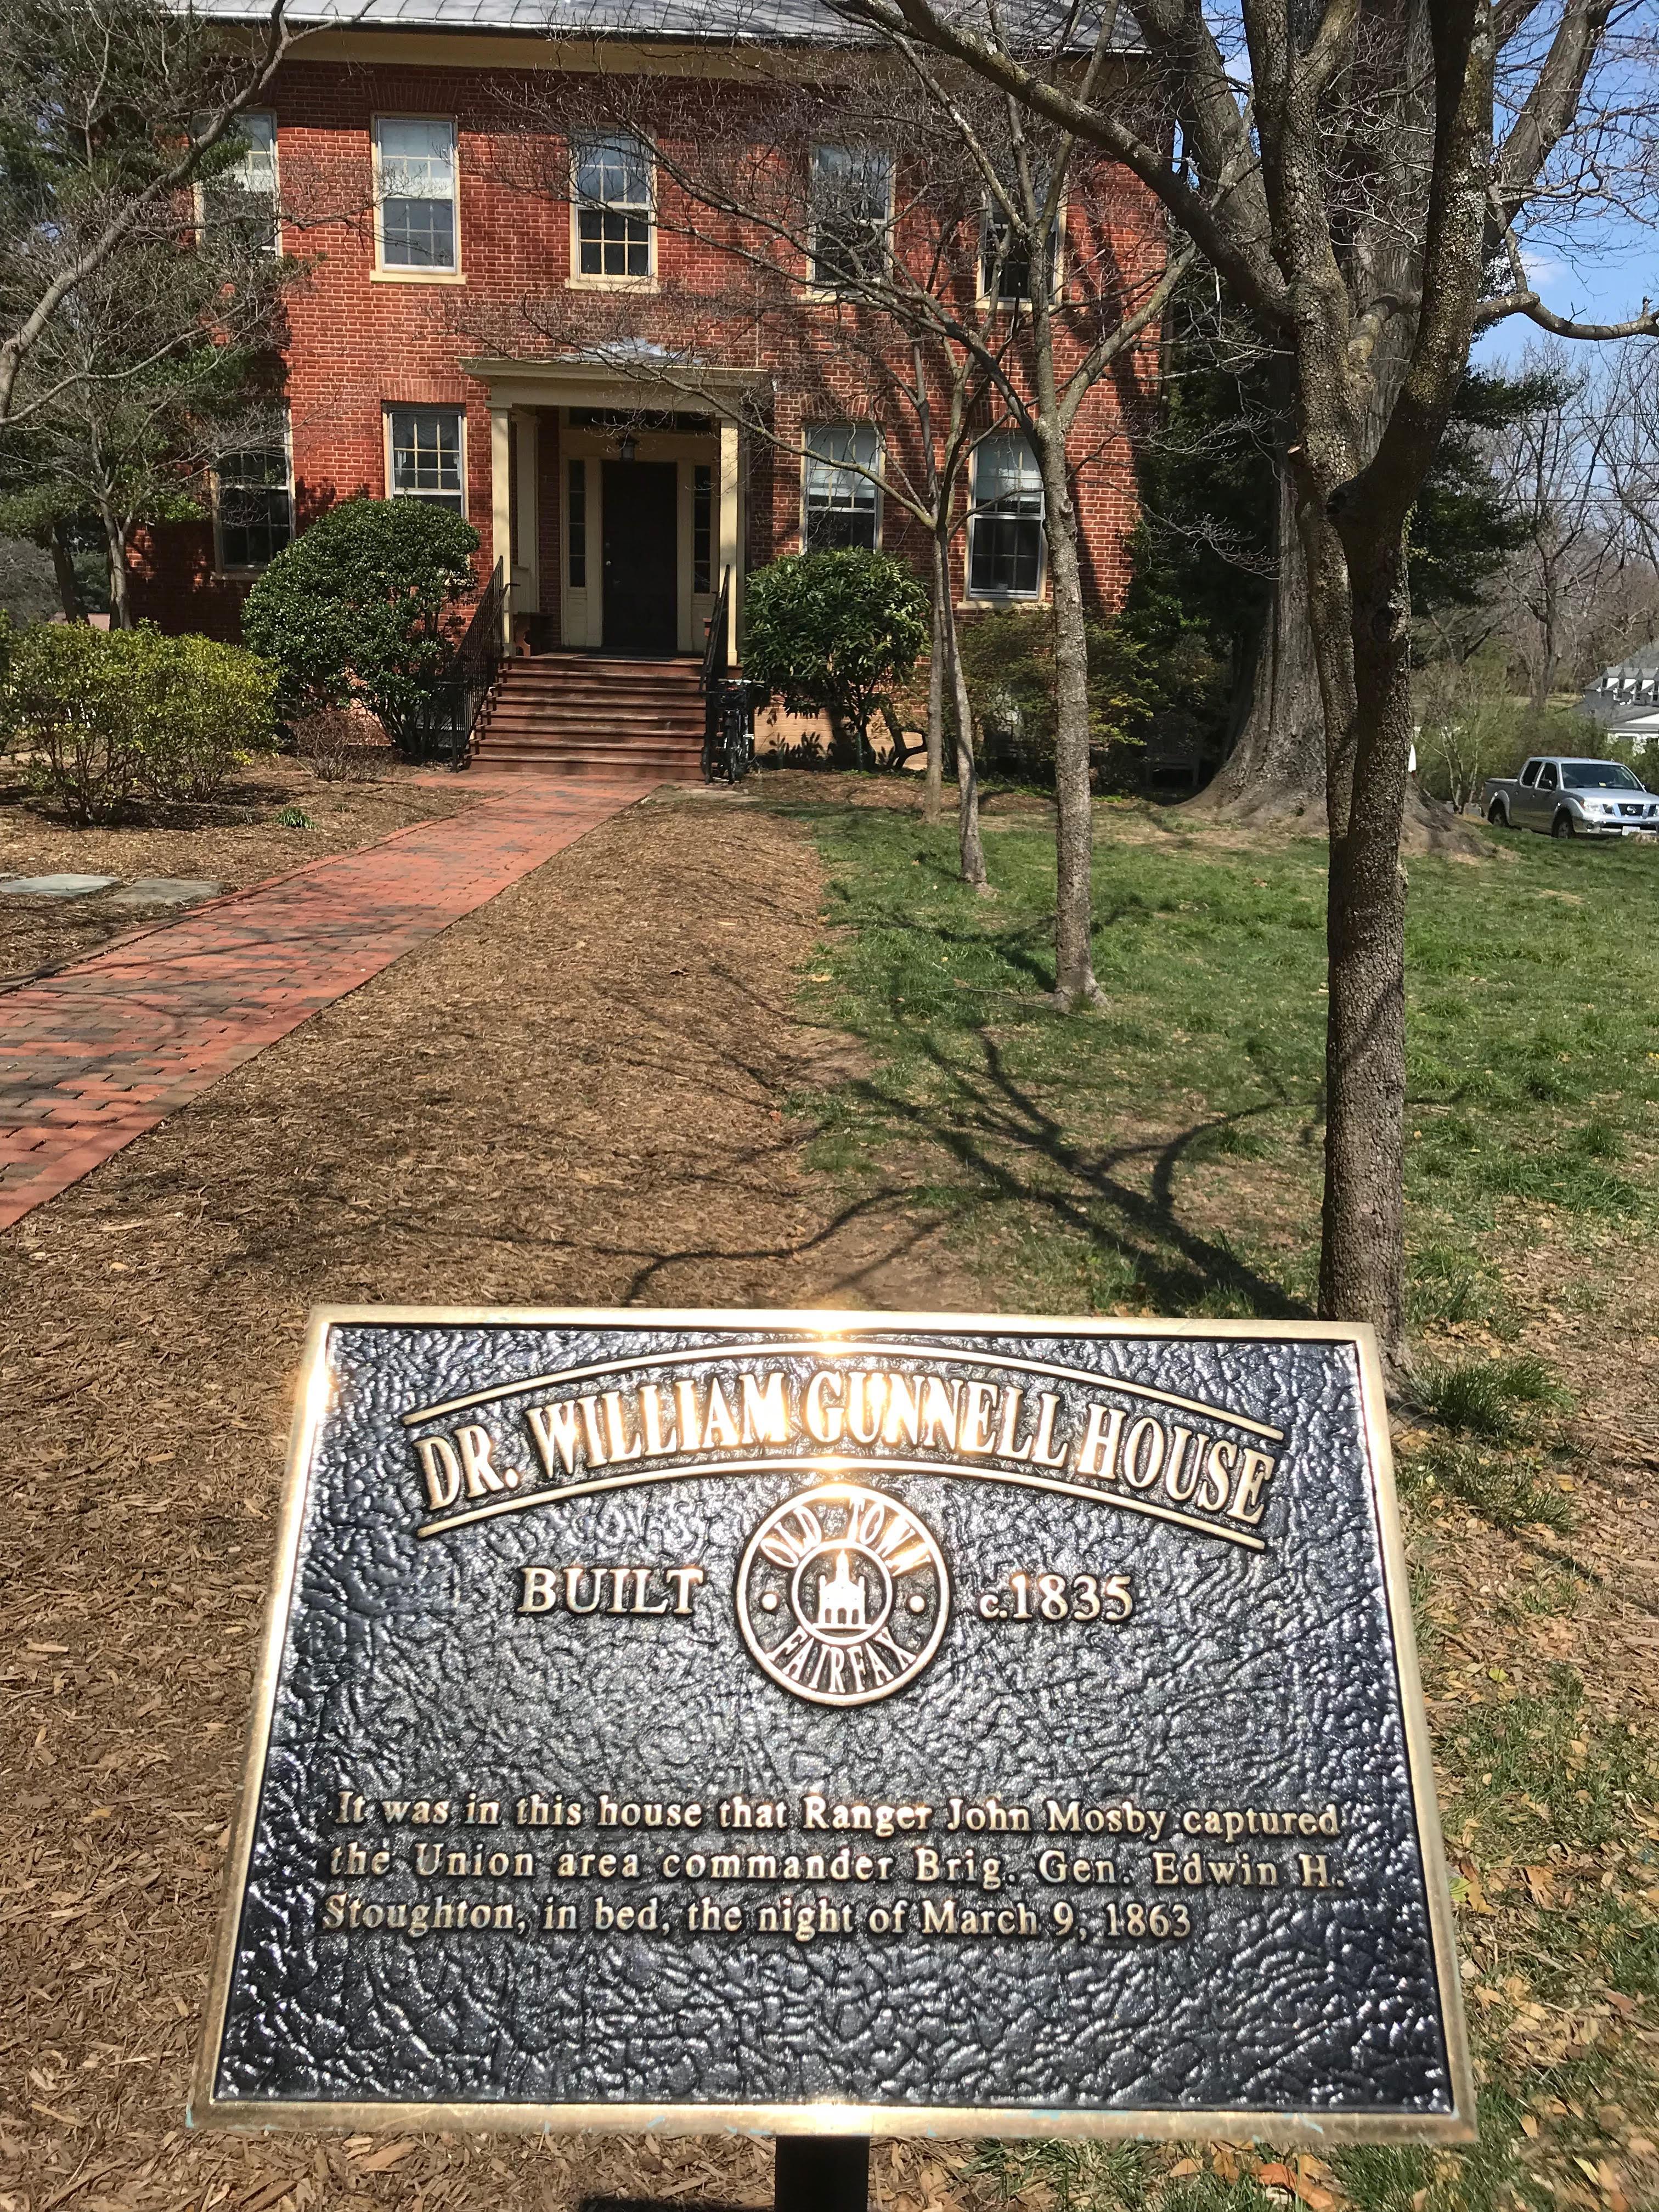 DR. WILLIAM GUNNELL HOUSE
BUILT
OLD TOWN
FAIRFAX
c.1835
It was in this house that Ranger John Mosby captured
the Union area commander Brig. Gen. Edwin H.
Stoughton, in bed, the night of March 9, 1863